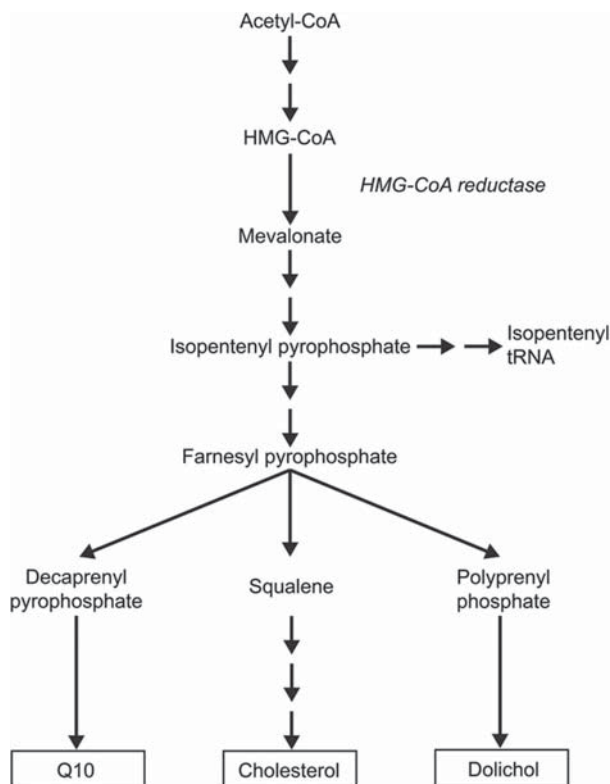 Acetyl-CoA
HMG-CoA
HMG-CoA reductase
Mevalonate
Isopentenyl pyrophosphate
Isopentenyl
tRNA
Farnesyl pyrophosphate
Decaprenyl
pyrophosphate
Squalene
Polyprenyl
phosphate
Q10
Cholesterol
Dolichol